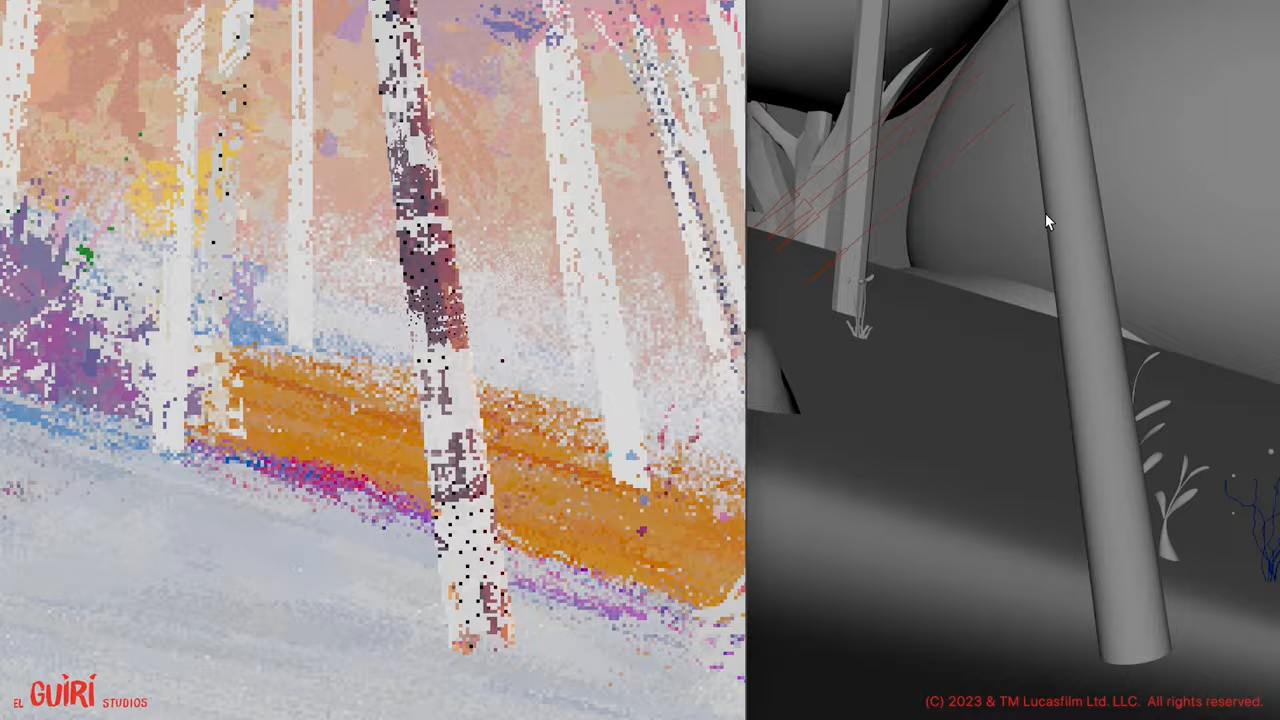 EL GUIRI STUDIOS
(C) 2023 & TM Lucasfilm Ltd. LLC. All rights reserved.